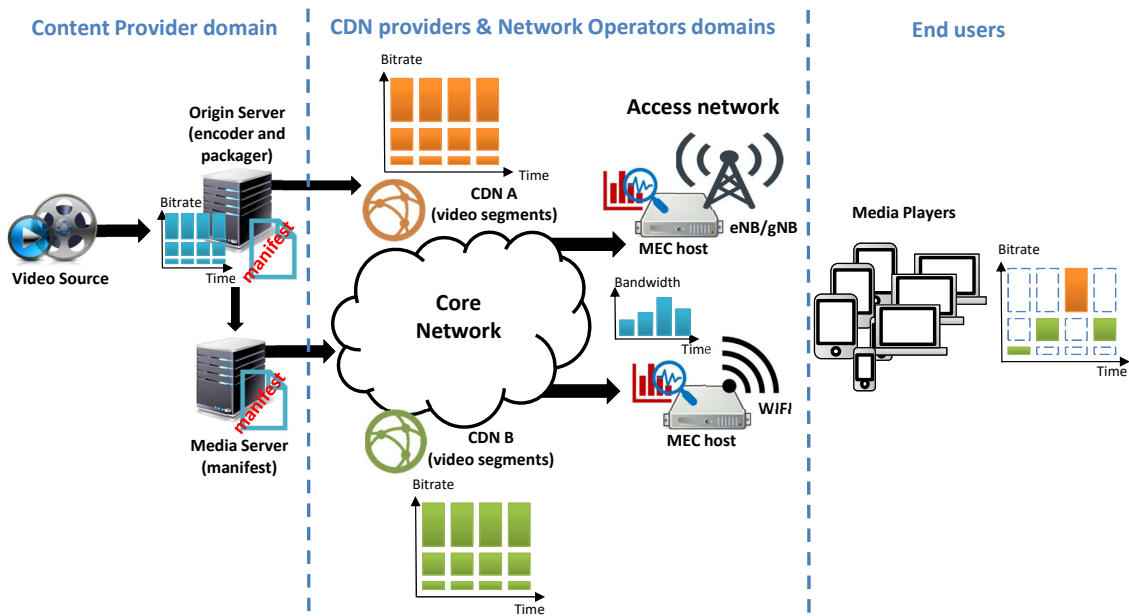 Content Provider domain
CDN providers & Network Operators domains
End users
Origin Server
(encoder and
packager)
Bitrate
Time
manifest
Video Source
manifest
Media Server
(manifest)
Bitrate
Time
CDN A
(video segments)
Core
Network
CDN B
(video segments)
Bitrate
Time
Access network
eNB/gNB
MEC host
Bandwidth
Time
WIFI
MEC host
Media Players
Bitrate
Time